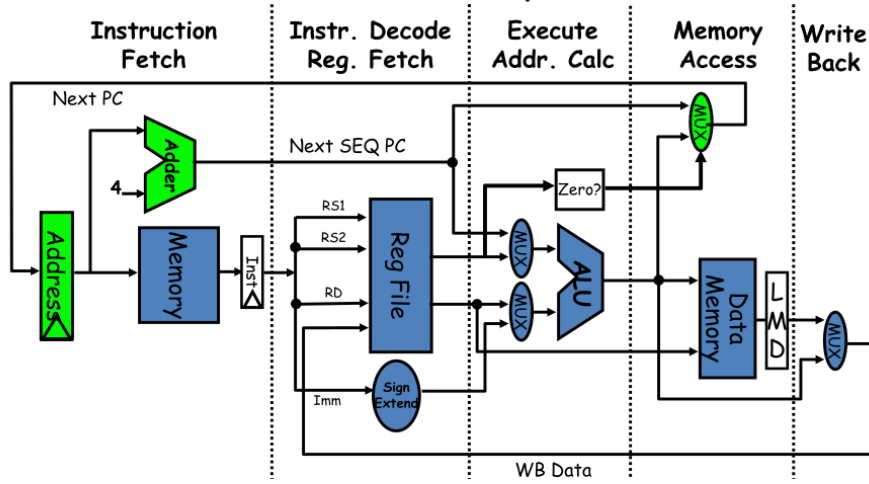 Instruction
Fetch
Instr. Decode
Reg. Fetch
Execute
Addr. Calc
Memory
Access
Write
Back
Next PC
MUX
Adder
Next SEQ PC
4
Zero?
RS1
RS2
Address
Memory
Inst
Reg File
MUX
ALU
RD
MUX
Data
Memory
L
M
D
MUX
Imm
Sign
Extend
WB Data